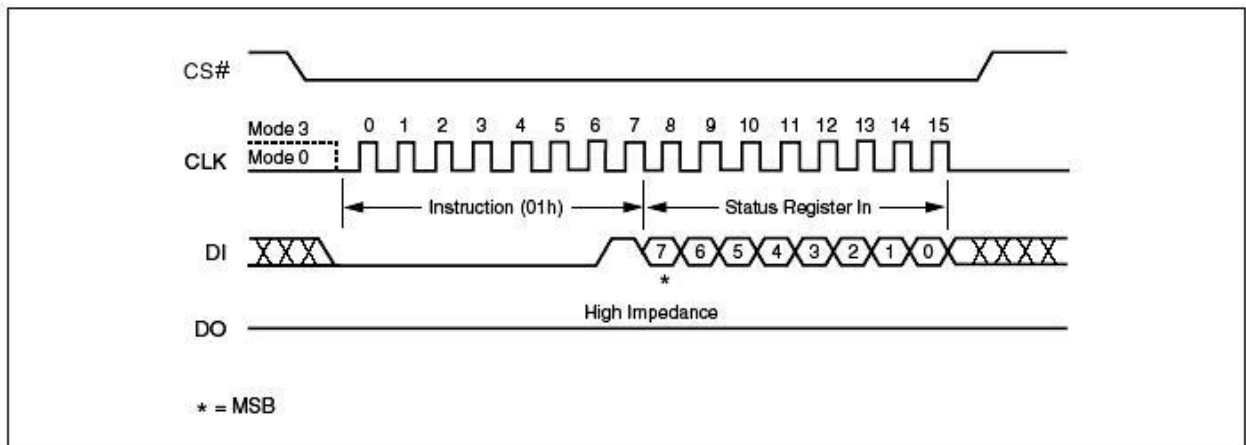 CS#
Mode 3
0 1 2 3 4 5 6 7 8 9 10 11 12 13 14 15
CLK
Mode 0
Instruction (01h)
Status Register In
DI
7 6 5 4 3 2 1 0
*
High Impedance
DO
* = MSB